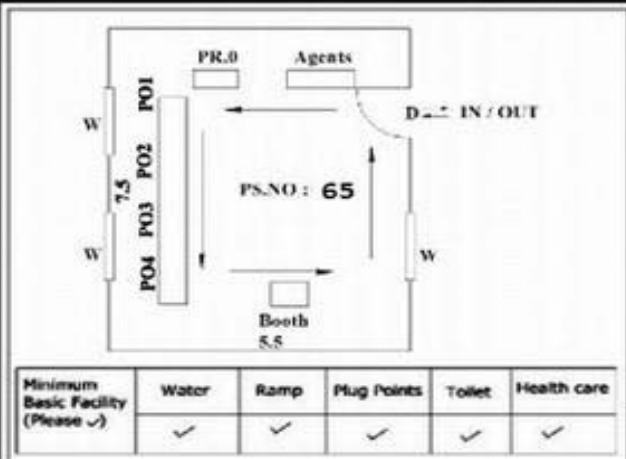 PR.0 Agents
PO1
D IN / OUT
W
PO2
7.5
PS.NO : 65
PO3
W
W
PO4
Booth
5.5
Minimum Basic Facility (Please ✓) Water Ramp Plug Points Toilet Health care
✓ ✓ ✓ ✓ ✓